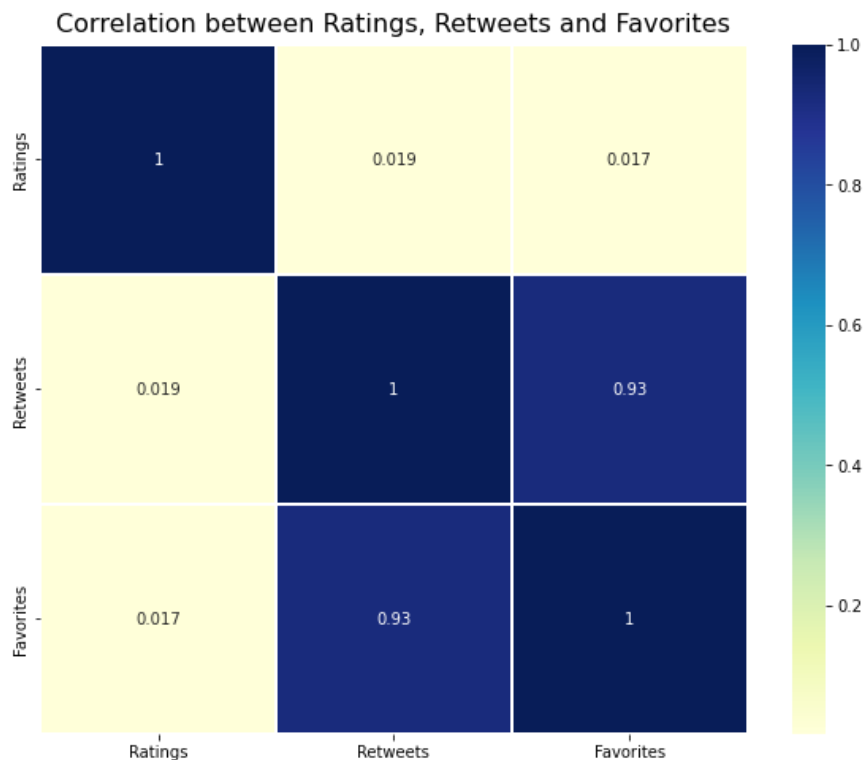 Correlation between Ratings, Retweets and Favorites
1.0
Ratings
1
0.019
0.017
0.8
0.6
Retweets
0.019
1
0.93
0.4
Favorites
0.017
0.93
1
0.2
Ratings
Retweets
Favorites